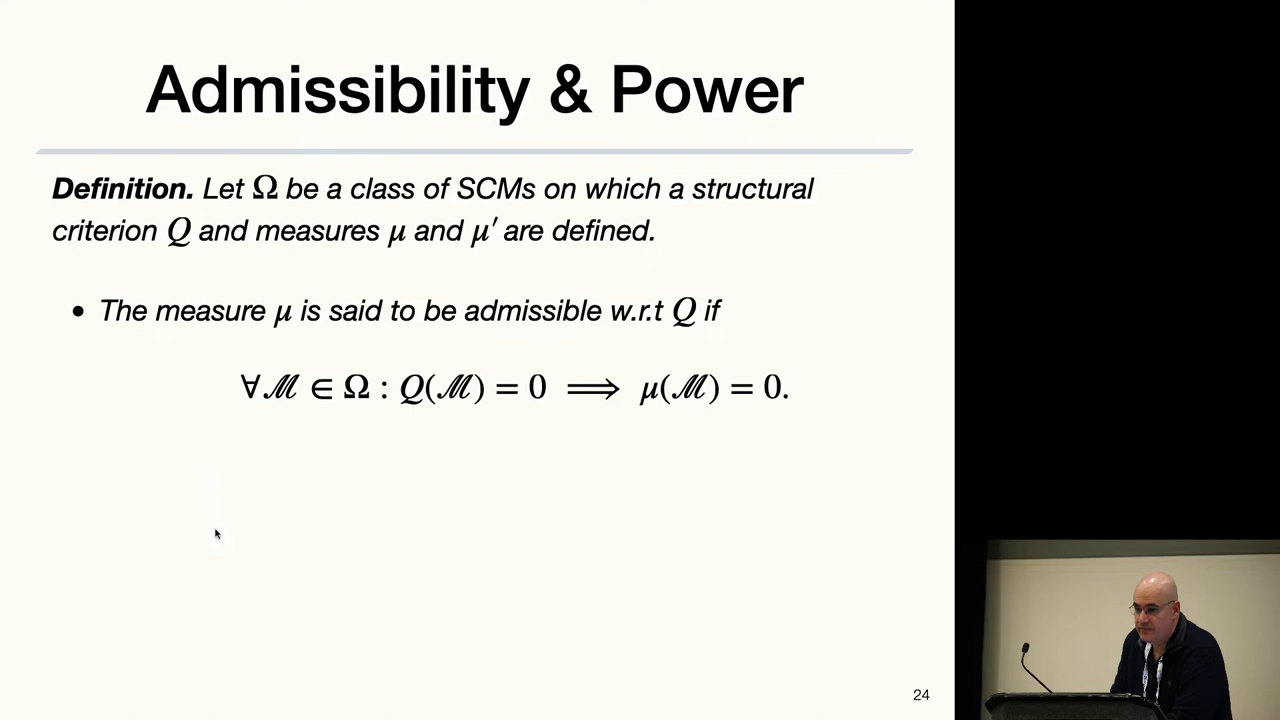 Admissibility & Power
Definition. Let Ω be a class of SCMs on which a structural
criterion Q and measures μ and μ′ are defined.
• The measure μ is said to be admissible w.r.t Q if
∀ℳ ∈ Ω : Q(ℳ) = 0 ⟹ μ(ℳ) = 0.
24